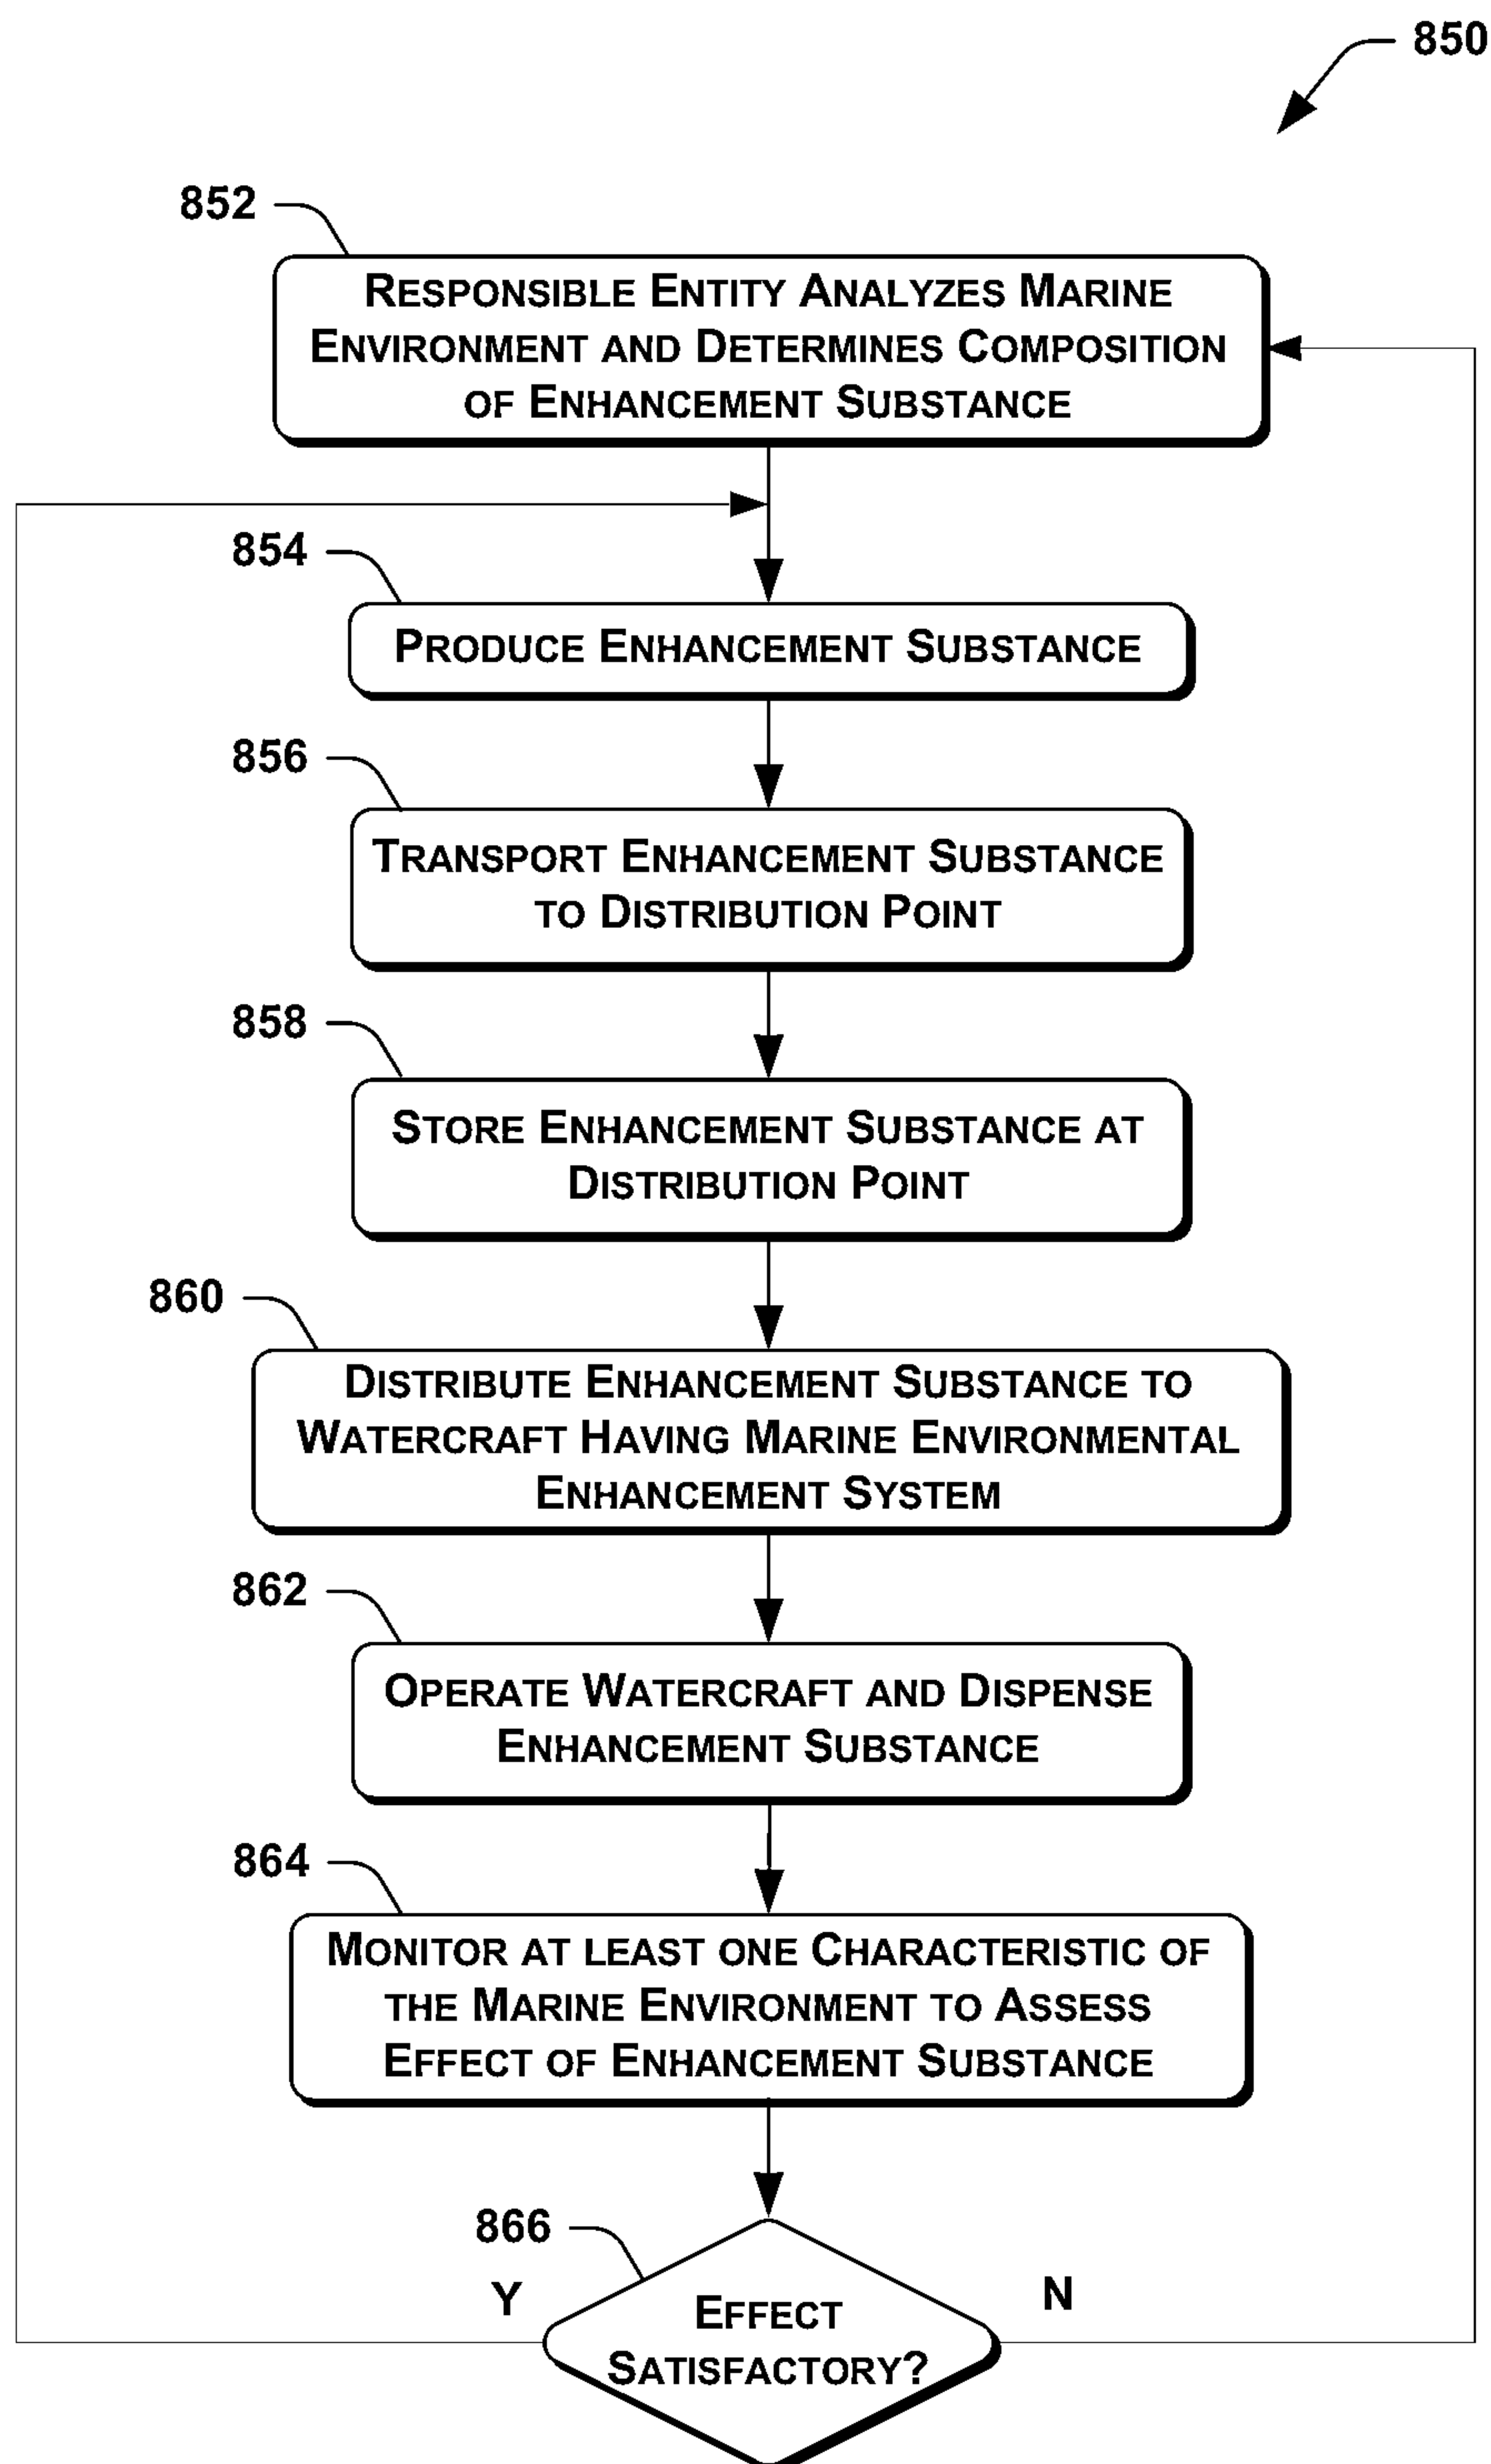 850
852
RESPONSIBLE ENTITY ANALYZES MARINE
ENVIRONMENT AND DETERMINES COMPOSITION
OF ENHANCEMENT SUBSTANCE
854
PRODUCE ENHANCEMENT SUBSTANCE
856
TRANSPORT ENHANCEMENT SUBSTANCE
TO DISTRIBUTION POINT
858
STORE ENHANCEMENT SUBSTANCE AT
DISTRIBUTION POINT
860
DISTRIBUTE ENHANCEMENT SUBSTANCE TO
WATERCRAFT HAVING MARINE ENVIRONMENTAL
ENHANCEMENT SYSTEM
862
OPERATE WATERCRAFT AND DISPENSE
ENHANCEMENT SUBSTANCE
864
MONITOR AT LEAST ONE CHARACTERISTIC OF
THE MARINE ENVIRONMENT TO ASSESS
EFFECT OF ENHANCEMENT SUBSTANCE
866
Y
N
EFFECT
SATISFACTORY?